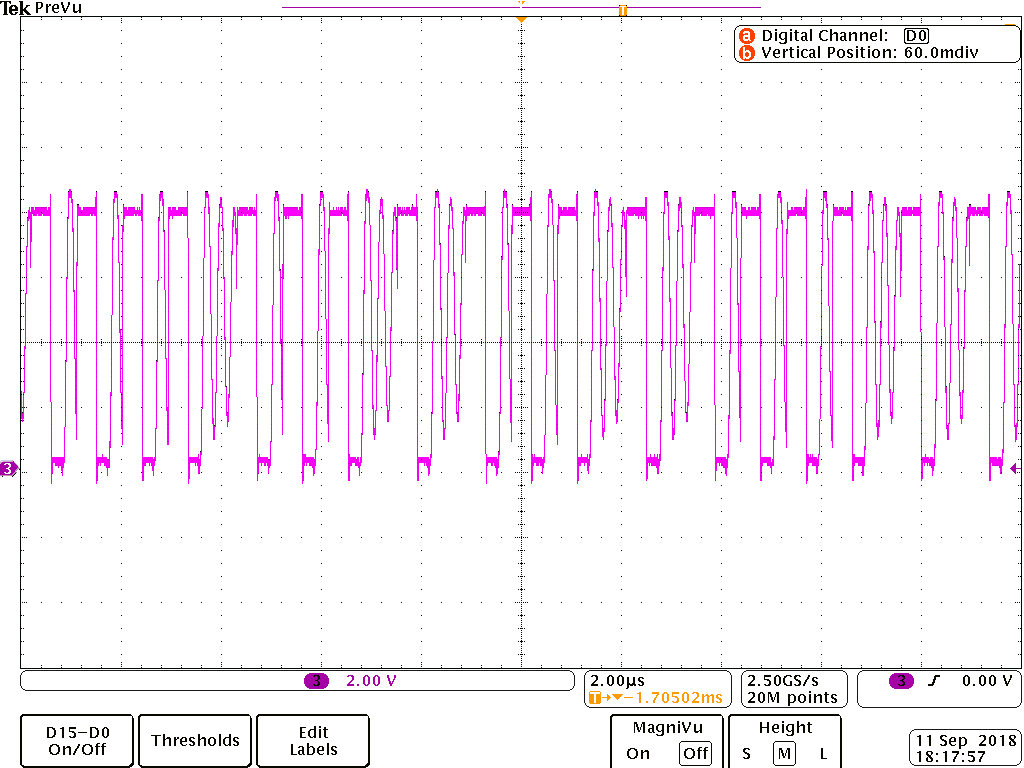 Tek PreVu
T
a Digital Channel: D0
b Vertical Position: 60.0mdiv
3
3 2.00 V
2.00µs
T→▼−1.70502ms
2.50GS/s
20M points
3 0.00 V
D15−D0
On/Off
Thresholds
Edit
Labels
MagniVu
On Off
Height
S M L
11 Sep 2018
18:17:57